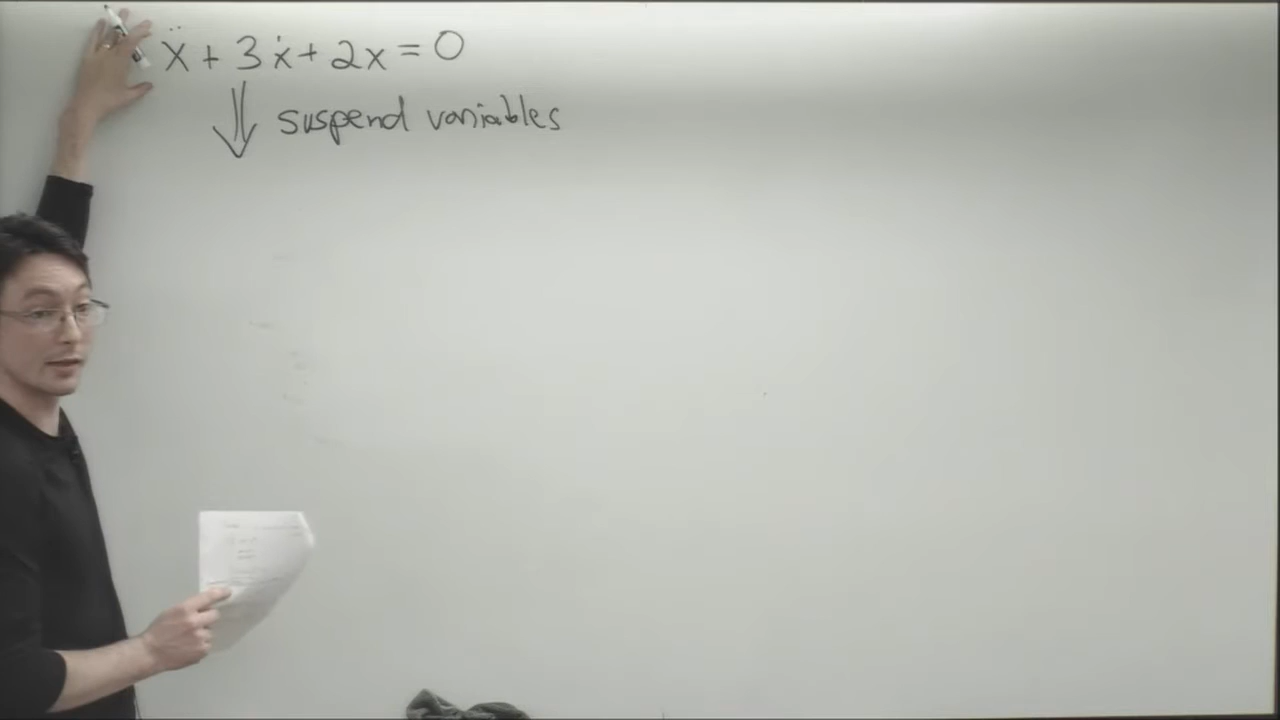 ẍ + 3ẋ + 2x = 0
⇓ suspend variables